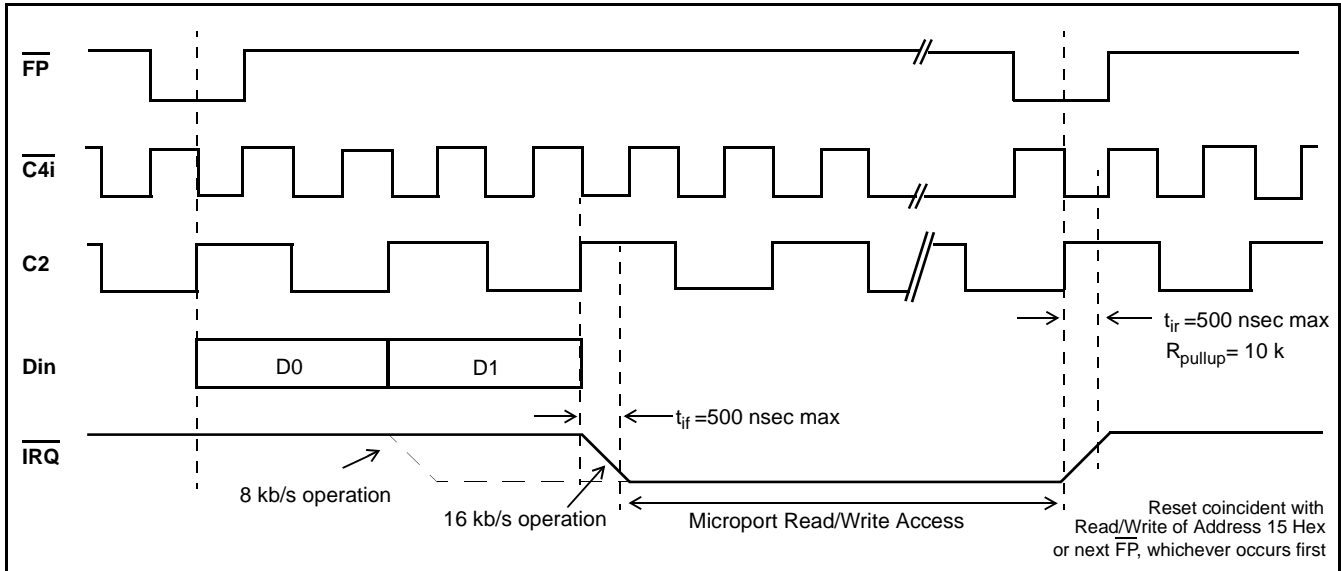 FP
C4i
C2
t_ir =500 nsec max
R_pullup= 10 k
Din
D0
D1
t_if =500 nsec max
IRQ
8 kb/s operation
16 kb/s operation
Microport Read/Write Access
Reset coincident with
Read/Write of Address 15 Hex
or next FP, whichever occurs first